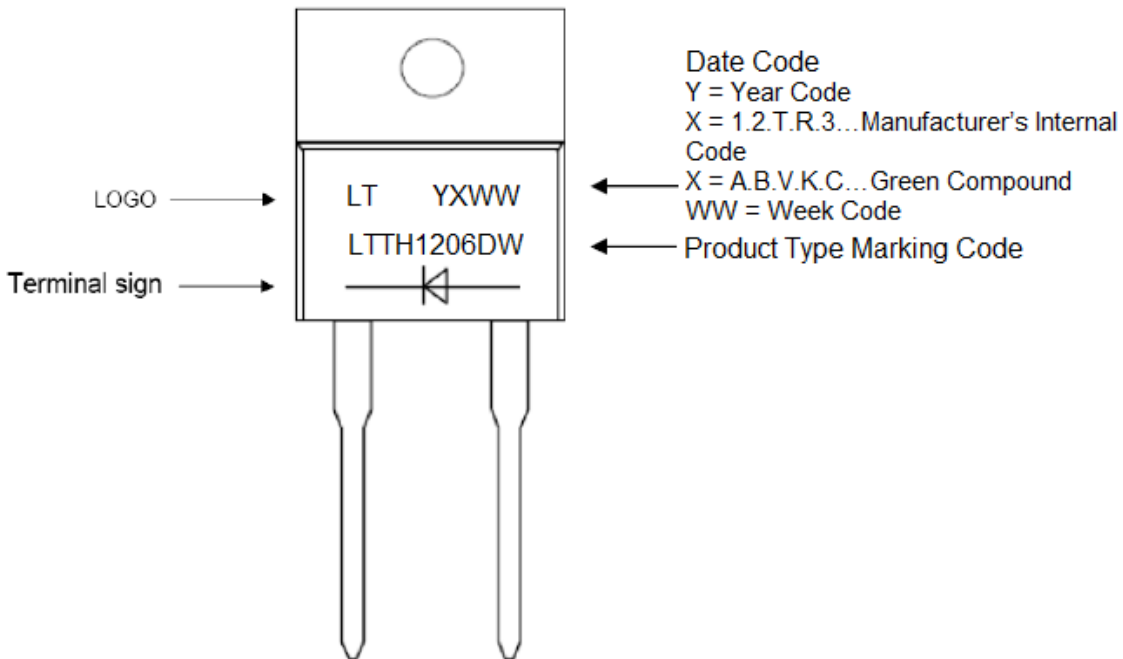 Date Code
Y = Year Code
X = 1.2.T.R.3...Manufacturer's Internal
Code
X = A.B.V.K.C...Green Compound
WW = Week Code
LOGO
LT YXWW
LTTH1206DW
Product Type Marking Code
Terminal sign